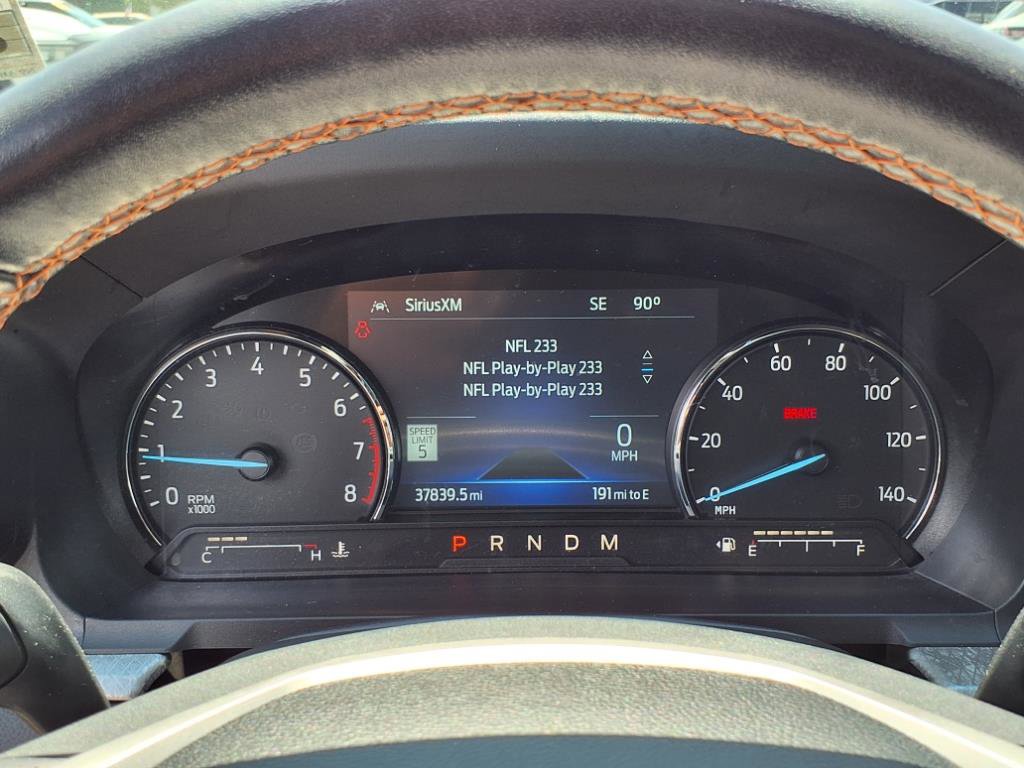 SiriusXM SE 90°
NFL 233
NFL Play-by-Play 233
NFL Play-by-Play 233
SPEED
LIMIT
5
0
MPH
37839.5 mi
191 mi to E
0 1 2 3 4 5 6 7 8
RPM
x1000
0 20 40 60 80 100 120 140
BRAKE
MPH
C H
P R N D M
E F